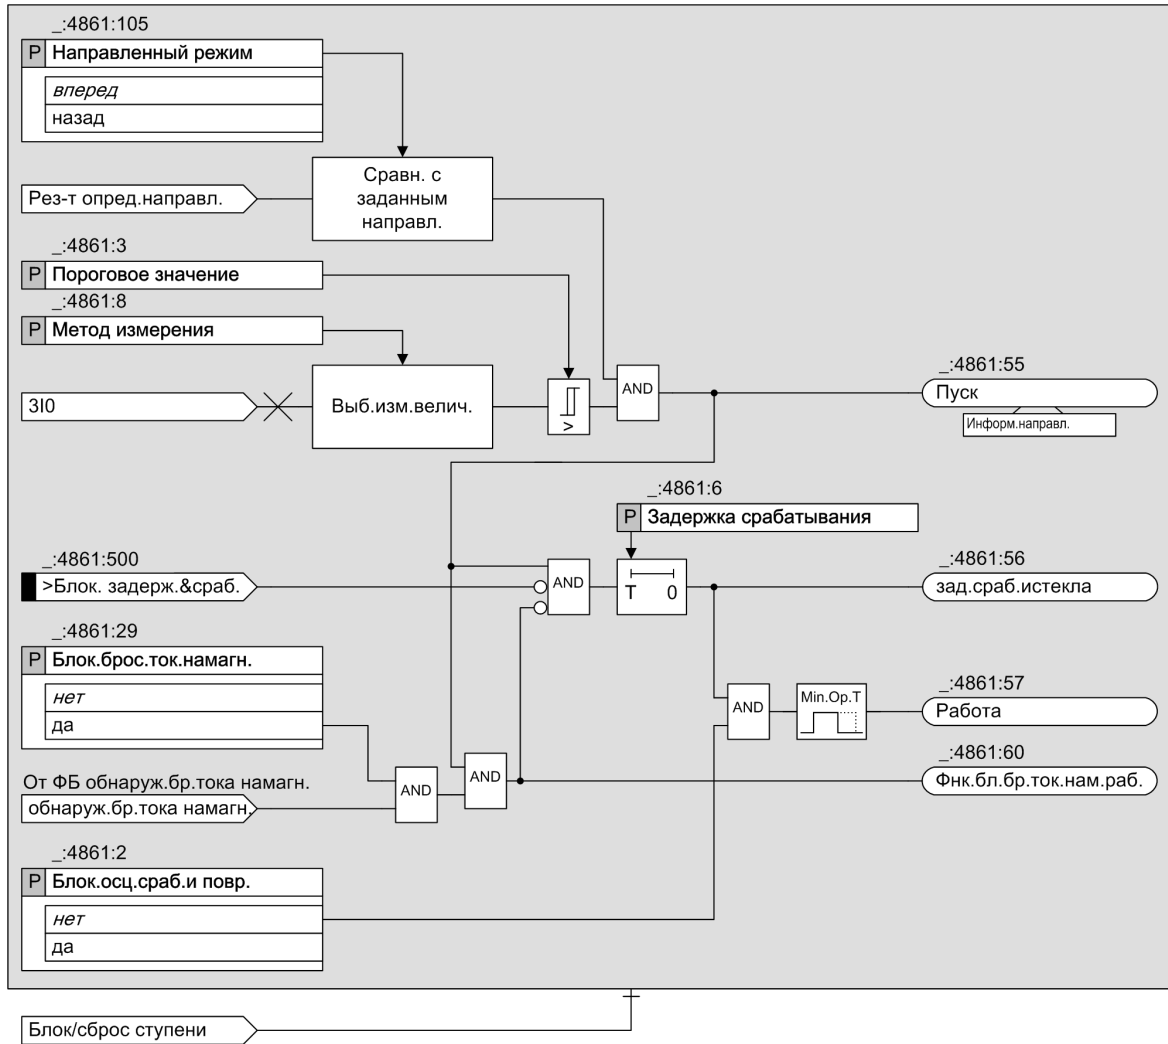 _:4861:105
P Направленный режим
вперед
назад
Сравн. с
заданным
направл.
Рез-т опред.направл.
_:4861:3
P Пороговое значение
_:4861:8
P Метод измерения
3I0
Выб.изм.велич.
>
AND
_:4861:55
Пуск
Информ.направл.
_:4861:6
P Задержка срабатывания
_:4861:500
>Блок. задерж.&сраб.
AND
T 0
_:4861:56
зад.сраб.истекла
_:4861:29
P Блок.брос.ток.намагн.
нет
да
AND
Min.Op.T
_:4861:57
Работа
От ФБ обнаруж.бр.тока намагн.
обнаруж.бр.тока намагн.
AND
AND
_:4861:60
Фнк.бл.бр.ток.нам.раб.
_:4861:2
P Блок.осц.сраб.и повр.
нет
да
Блок/сброс ступени